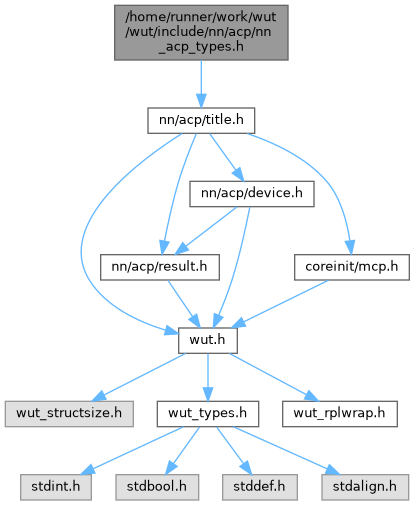 /home/runner/work/wut
/wut/include/nn/acp/nn
_acp_types.h
nn/acp/title.h
nn/acp/device.h
nn/acp/result.h
coreinit/mcp.h
wut.h
wut_structsize.h
wut_types.h
wut_rplwrap.h
stdint.h
stdbool.h
stddef.h
stdalign.h